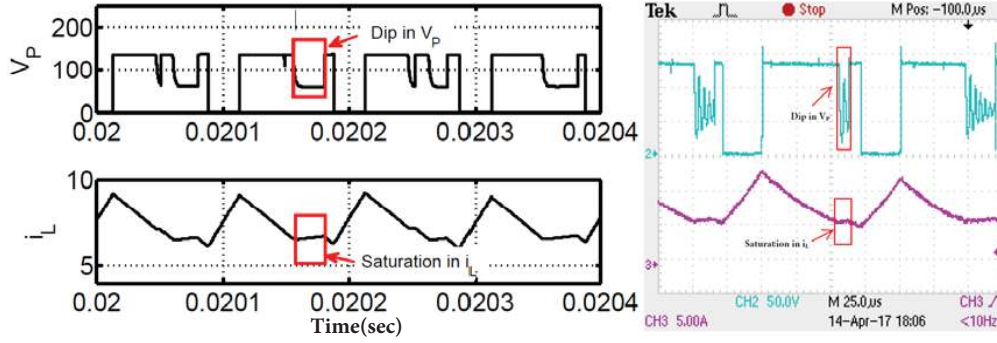 V_P
200
100
0
Dip in V_P
0.02 0.0201 0.0202 0.0203 0.0204
i_L
10
5
Saturation in i_L
0.02 0.0201 0.0202 0.0203 0.0204
Time(sec)
Tek Stop M Pos: -100.0µs
Dip in V_P
2
Saturation in i_L
3
CH2 50.0V M 25.0µs CH3
CH3 5.00A 14-Apr-17 18:06 <10Hz